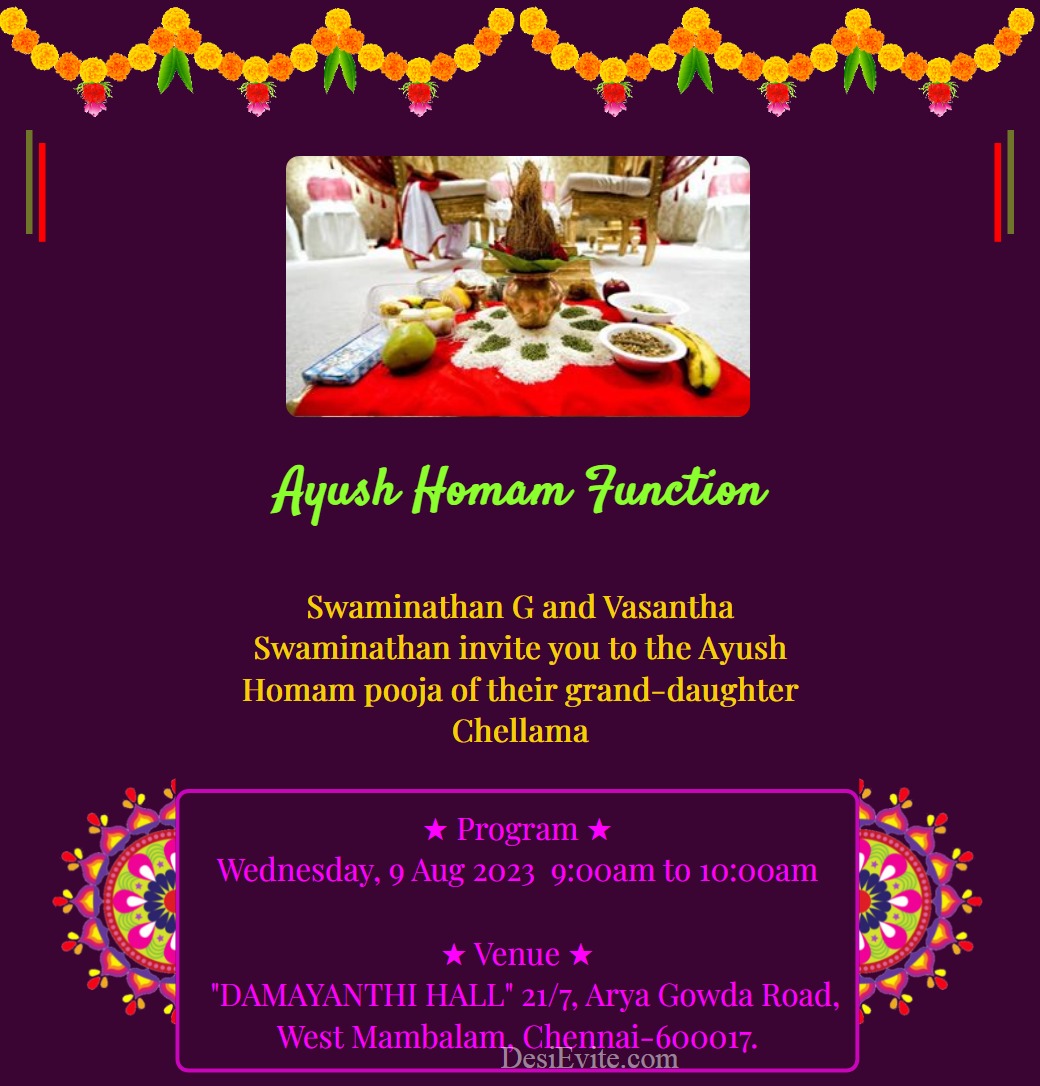 Ayush Homam Function
Swaminathan G and Vasantha
Swaminathan invite you to the Ayush
Homam pooja of their grand-daughter
Chellama
★ Program ★
Wednesday, 9 Aug 2023  9:00am to 10:00am
★ Venue ★
"DAMAYANTHI HALL" 21/7, Arya Gowda Road,
West Mambalam, Chennai-600017.
DesiEvite.com